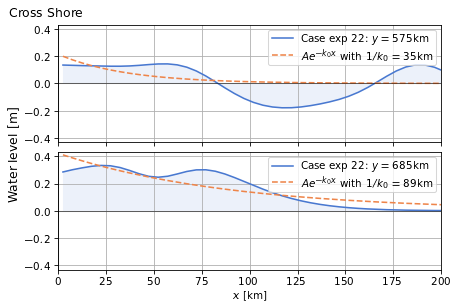 Cross Shore
Water level [m]
0.4
0.2
0.0
−0.2
−0.4
Case exp 22: y = 575km
Ae^{−k₀x} with 1/k₀ = 35km
0.4
0.2
0.0
−0.2
−0.4
Case exp 22: y = 685km
Ae^{−k₀x} with 1/k₀ = 89km
0 25 50 75 100 125 150 175 200
x [km]